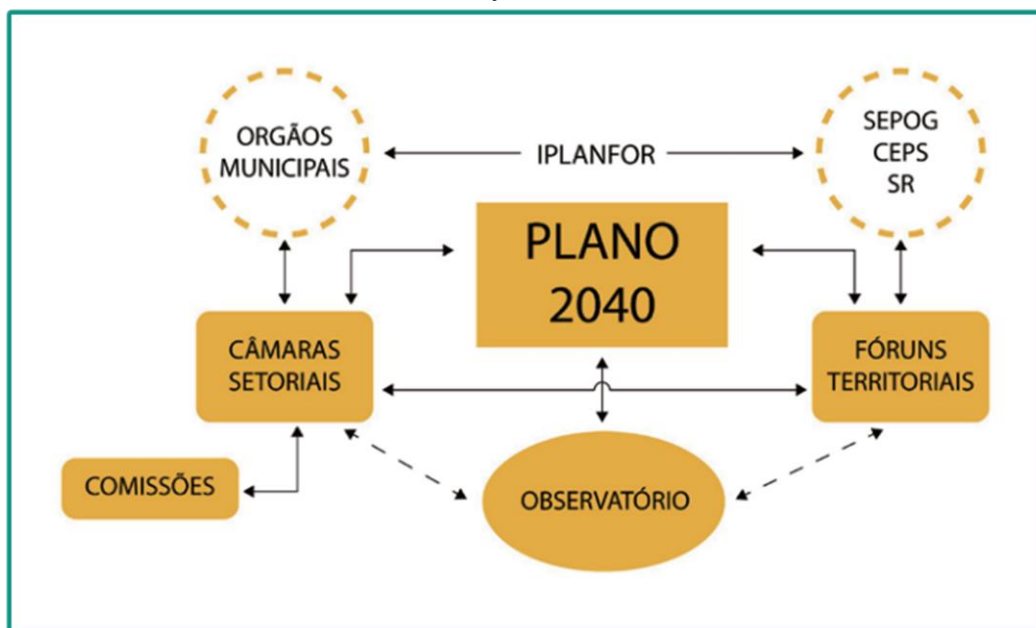 ORGÃOS
MUNICIPAIS
IPLANFOR
SEPOG
CEPS
SR
PLANO
2040
CÂMARAS
SETORIAIS
FÓRUNS
TERRITORIAIS
COMISSÕES
OBSERVATÓRIO